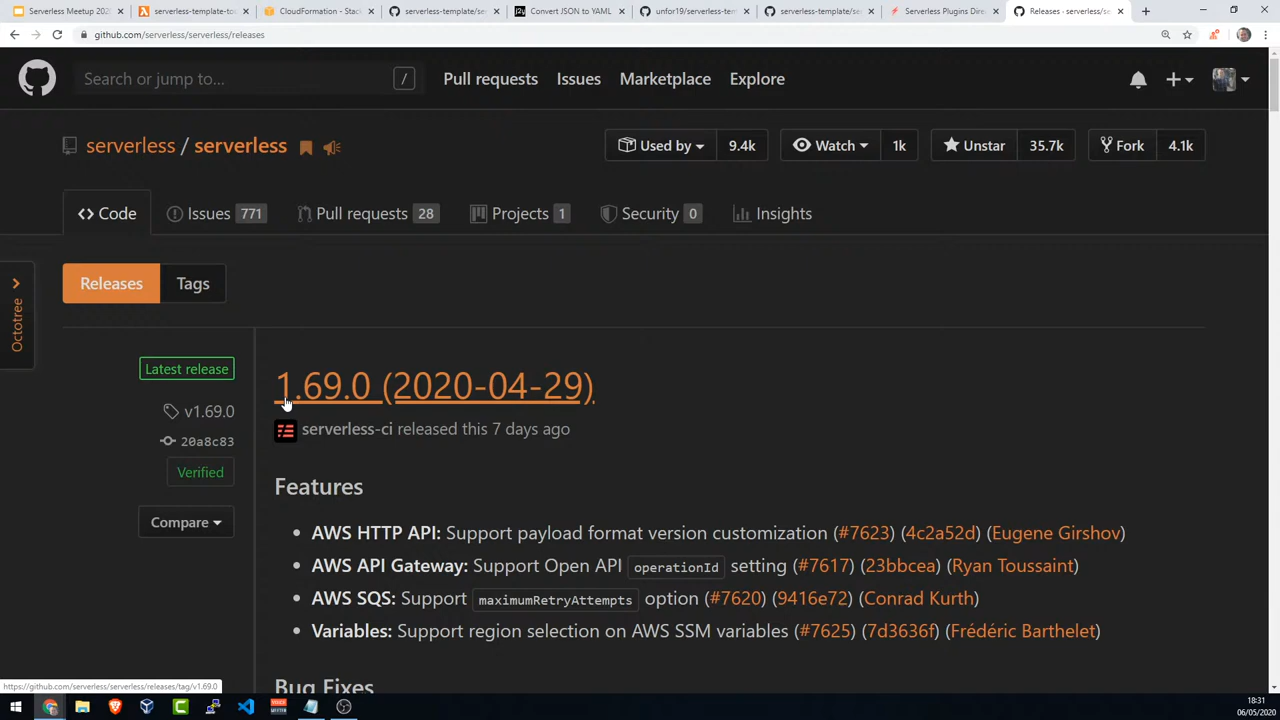 Serverless Meetup 2020 -
serverless-template-too
CloudFormation - Stack
serverless-template/ser
Convert JSON to YAML
unfor19/serverless-tem
serverless-template/se
Serverless Plugins Dire
Releases - serverless/se
github.com/serverless/serverless/releases
Search or jump to...
/
Pull requests
Issues
Marketplace
Explore
serverless / serverless
Used by
9.4k
Watch
1k
Unstar
35.7k
Fork
4.1k
Code
Issues 771
Pull requests 28
Projects 1
Security 0
Insights
Octotree
Releases
Tags
Latest release
v1.69.0
20a8c83
Verified
Compare
1.69.0 (2020-04-29)
serverless-ci released this 7 days ago
Features
AWS HTTP API: Support payload format version customization (#7623) (4c2a52d) (Eugene Girshov)
AWS API Gateway: Support Open API operationId setting (#7617) (23bbcea) (Ryan Toussaint)
AWS SQS: Support maximumRetryAttempts option (#7620) (9416e72) (Conrad Kurth)
Variables: Support region selection on AWS SSM variables (#7625) (7d3636f) (Frédéric Barthelet)
Bug Fixes
https://github.com/serverless/serverless/releases/tag/v1.69.0
18:31
06/05/2020